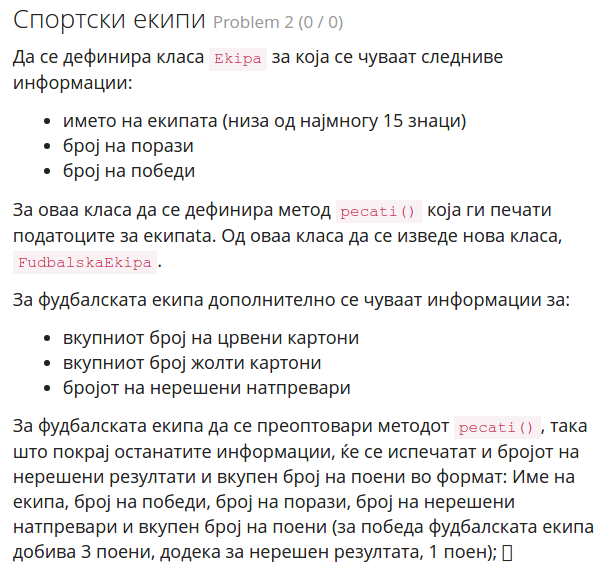 Спортски екипи Problem 2 (0 / 0)
Да се дефинира класа Ekipa за која се чуваат следниве
информации:
• името на екипата (низа од најмногу 15 знаци)
• број на порази
• број на победи
За оваа класа да се дефинира метод pecati() која ги печати
податоците за екипата. Од оваа класа да се изведе нова класа,
FudbalskaEkipa.
За фудбалската екипа дополнително се чуваат информации за:
• вкупниот број на црвени картони
• вкупниот број жолти картони
• бројот на нерешени натпревари
За фудбалската екипа да се преоптовари методот pecati(), така
што покрај останатите информации, ќе се испечатат и бројот на
нерешени резултати и вкупен број на поени во формат: Име на
екипа, број на победи, број на порази, број на нерешени
натпревари и вкупен број на поени (за победа фудбалската екипа
добива 3 поени, додека за нерешен резултата, 1 поен);